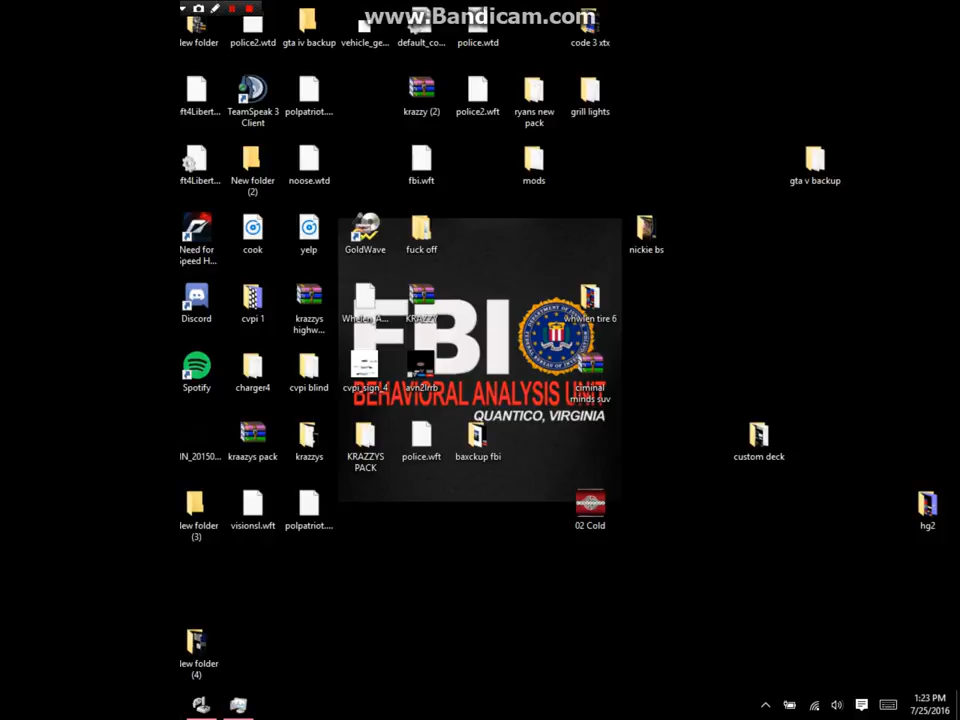 www.Bandicam.com
lew folder
police2.wtd
gta iv backup
vehicle_ge...
default_co...
police.wtd
code 3 xtx
ft4Libert...
TeamSpeak 3
Client
polpatriot....
krazzy (2)
police2.wft
ryans new
pack
grill lights
ft4Libert...
New folder
(2)
noose.wtd
fbi.wft
mods
gta v backup
Need for
Speed H...
cook
yelp
GoldWave
fuck off
nickie bs
Discord
cvpi 1
krazzys
highw...
Whelen A...
KRAZZY
whwlen tire 6
FBI
Spotify
charger4
cvpi blind
cvpi_sign_4
ciminal
minds suv
BEHAVIORAL ANALYSIS UNIT
QUANTICO, VIRGINIA
IN_20150...
kraazys pack
krazzys
KRAZZYS
PACK
police.wft
baxckup fbi
custom deck
lew folder
(3)
visionsl.wft
polpatriot....
02 Cold
hg2
lew folder
(4)
1:23 PM
7/25/2016